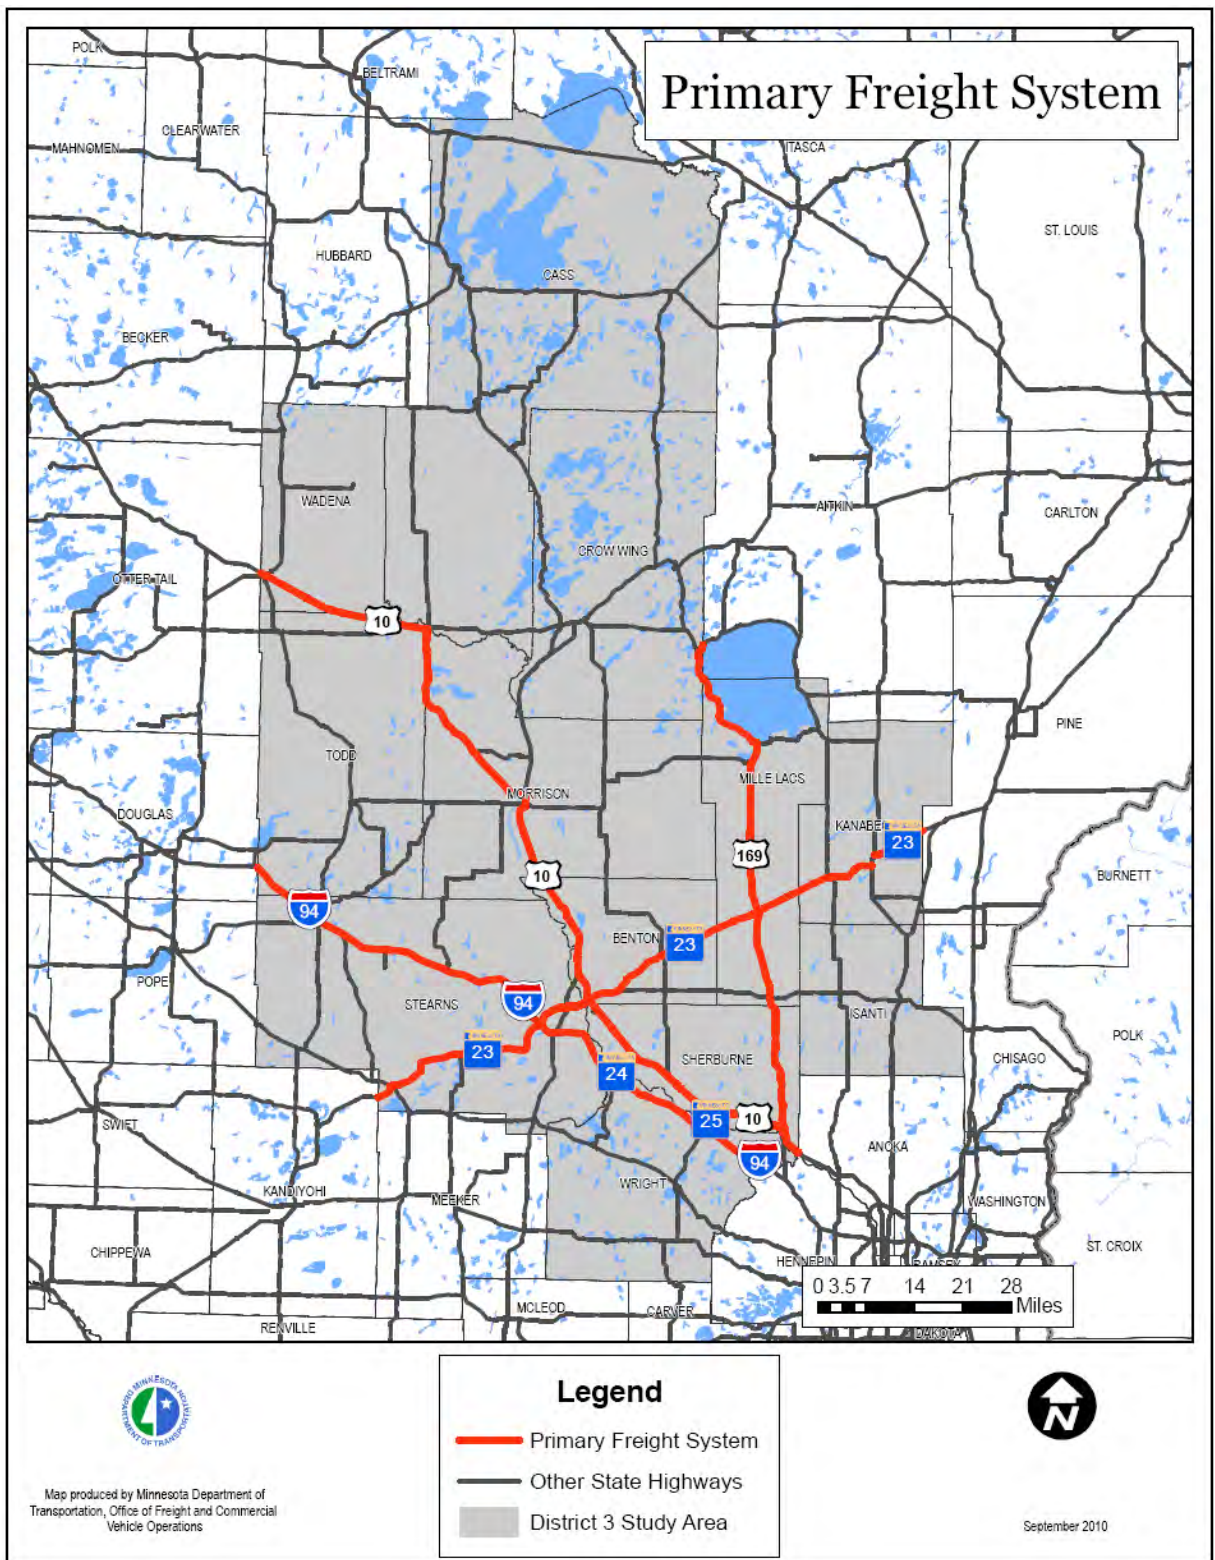 Primary Freight System
POLK
BELTRAMI
CLEARWATER
MAHNOMEN
ITASCA
ST. LOUIS
HUBBARD
CASS
BECKER
WADENA
AITKIN
CARLTON
CROW WING
OTTER TAIL
10
PINE
TODD
MILLE LACS
MORRISON
DOUGLAS
KANABE
23
169
10
BURNETT
94
BENTON
23
POPE
STEARNS
94
ISANTI
POLK
23
SHERBURNE
CHISAGO
24
25
10
SWIFT
ANOKA
94
WRIGHT
KANDIYOHI
MEEKER
WASHINGTON
CHIPPEWA
ST. CROIX
HENNEPIN
RAMSEY
0 3.5 7 14 21 28
Miles
MCLEOD
CARVER
RENVILLE
DAKOTA
Legend
Primary Freight System
Other State Highways
District 3 Study Area
MINNESOTA DEPARTMENT OF TRANSPORTATION
N
Map produced by Minnesota Department of
Transportation, Office of Freight and Commercial
Vehicle Operations
September 2010